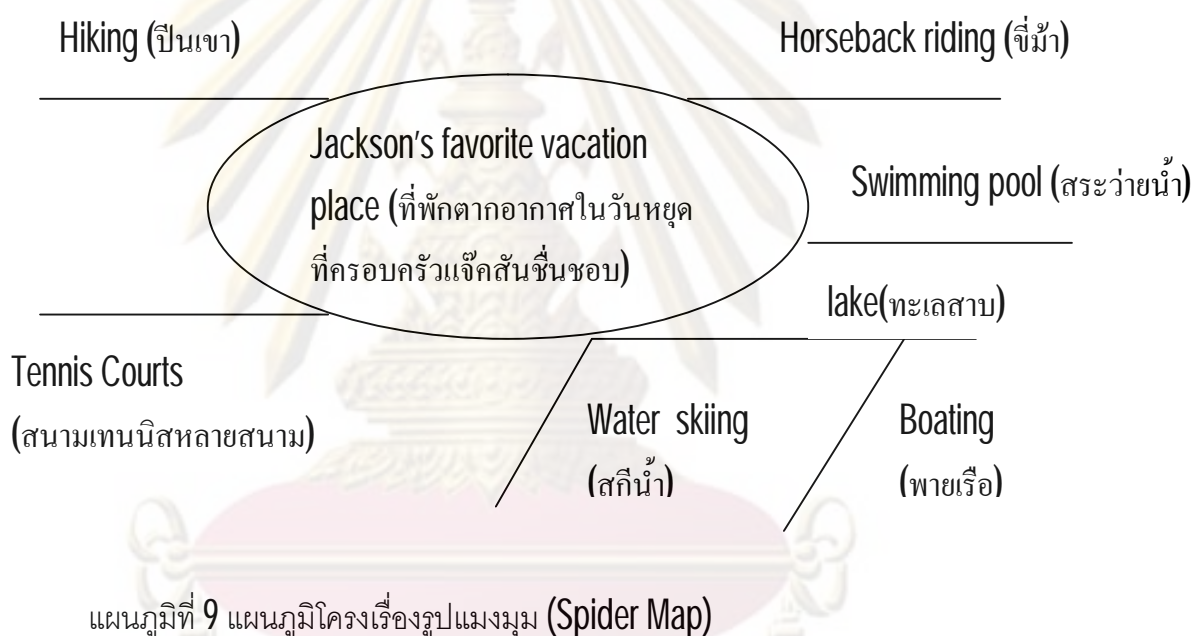 Hiking (ปีนเขา)
Horseback riding (ขี่ม้า)
Jackson's favorite vacation
place (ที่พักตากอากาศในวันหยุด
ที่ครอบครัวแจ๊คสันชื่นชอบ)
Swimming pool (สระว่ายน้ำ)
lake(ทะเลสาบ)
Tennis Courts
(สนามเทนนิสหลายสนาม)
Water skiing
(สกีน้ำ)
Boating
(พายเรือ)
แผนภูมิที่ 9 แผนภูมิโครงเรื่องรูปแมงมุม (Spider Map)